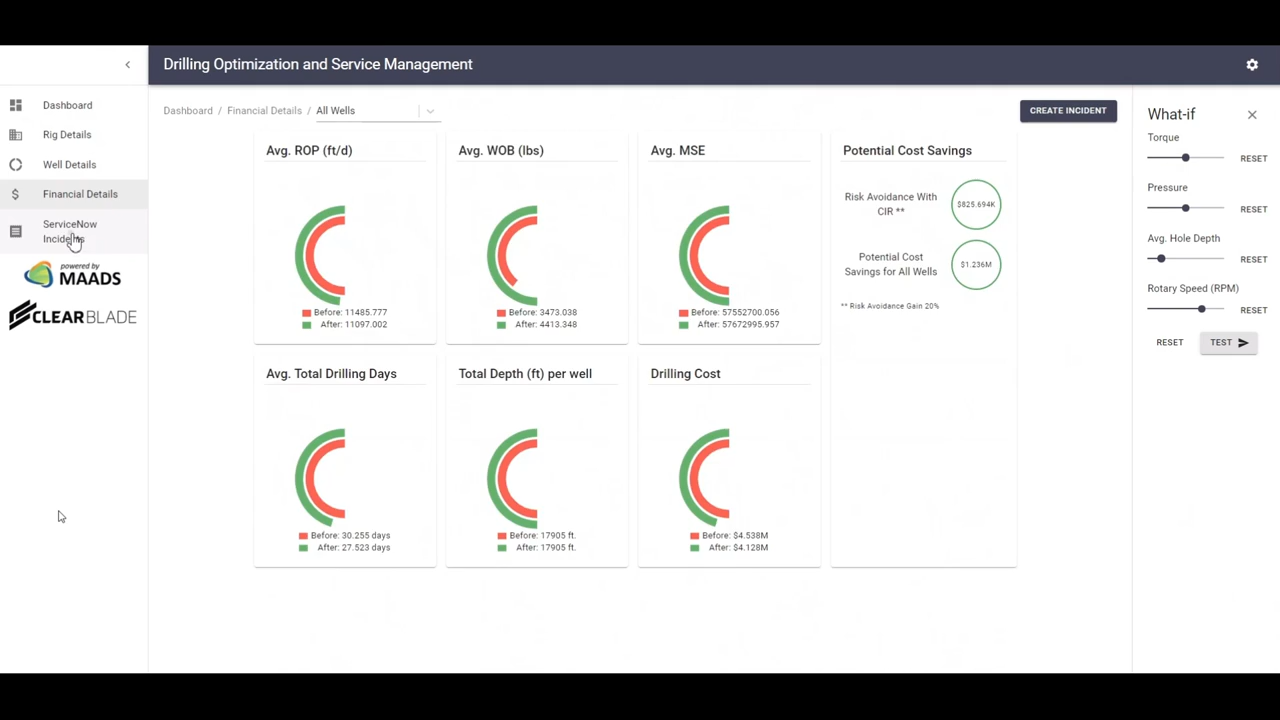 Drilling Optimization and Service Management
Dashboard
Rig Details
Well Details
Financial Details
ServiceNow
Incidents
powered by
MAADS
CLEARBLADE
Dashboard / Financial Details / All Wells
CREATE INCIDENT
Avg. ROP (ft/d)
Before: 11485.777
After: 11097.002
Avg. WOB (lbs)
Before: 3473.038
After: 4413.348
Avg. MSE
Before: 57552700.056
After: 57672995.957
Potential Cost Savings
Risk Avoidance With
CIR **
$825.694K
Potential Cost
Savings for All Wells
$1.236M
** Risk Avoidance Gain 20%
Avg. Total Drilling Days
Before: 30.255 days
After: 27.523 days
Total Depth (ft) per well
Before: 17905 ft.
After: 17905 ft.
Drilling Cost
Before: $4.538M
After: $4.128M
What-if
Torque
RESET
Pressure
RESET
Avg. Hole Depth
RESET
Rotary Speed (RPM)
RESET
RESET
TEST